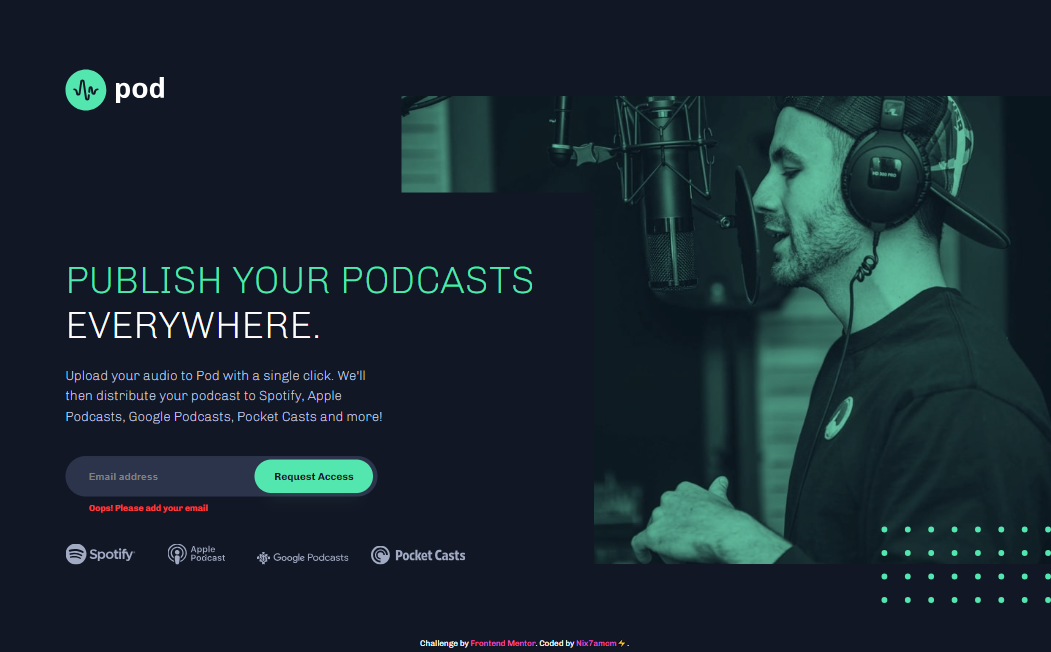 pod
PUBLISH YOUR PODCASTS
EVERYWHERE.
Upload your audio to Pod with a single click. We'll
then distribute your podcast to Spotify, Apple
Podcasts, Google Podcasts, Pocket Casts and more!
Email address
Request Access
Oops! Please add your email
Spotify
Apple
Podcast
Google Podcasts
Pocket Casts
Challenge by Frontend Mentor. Coded by Nix7amcm ⚡ .